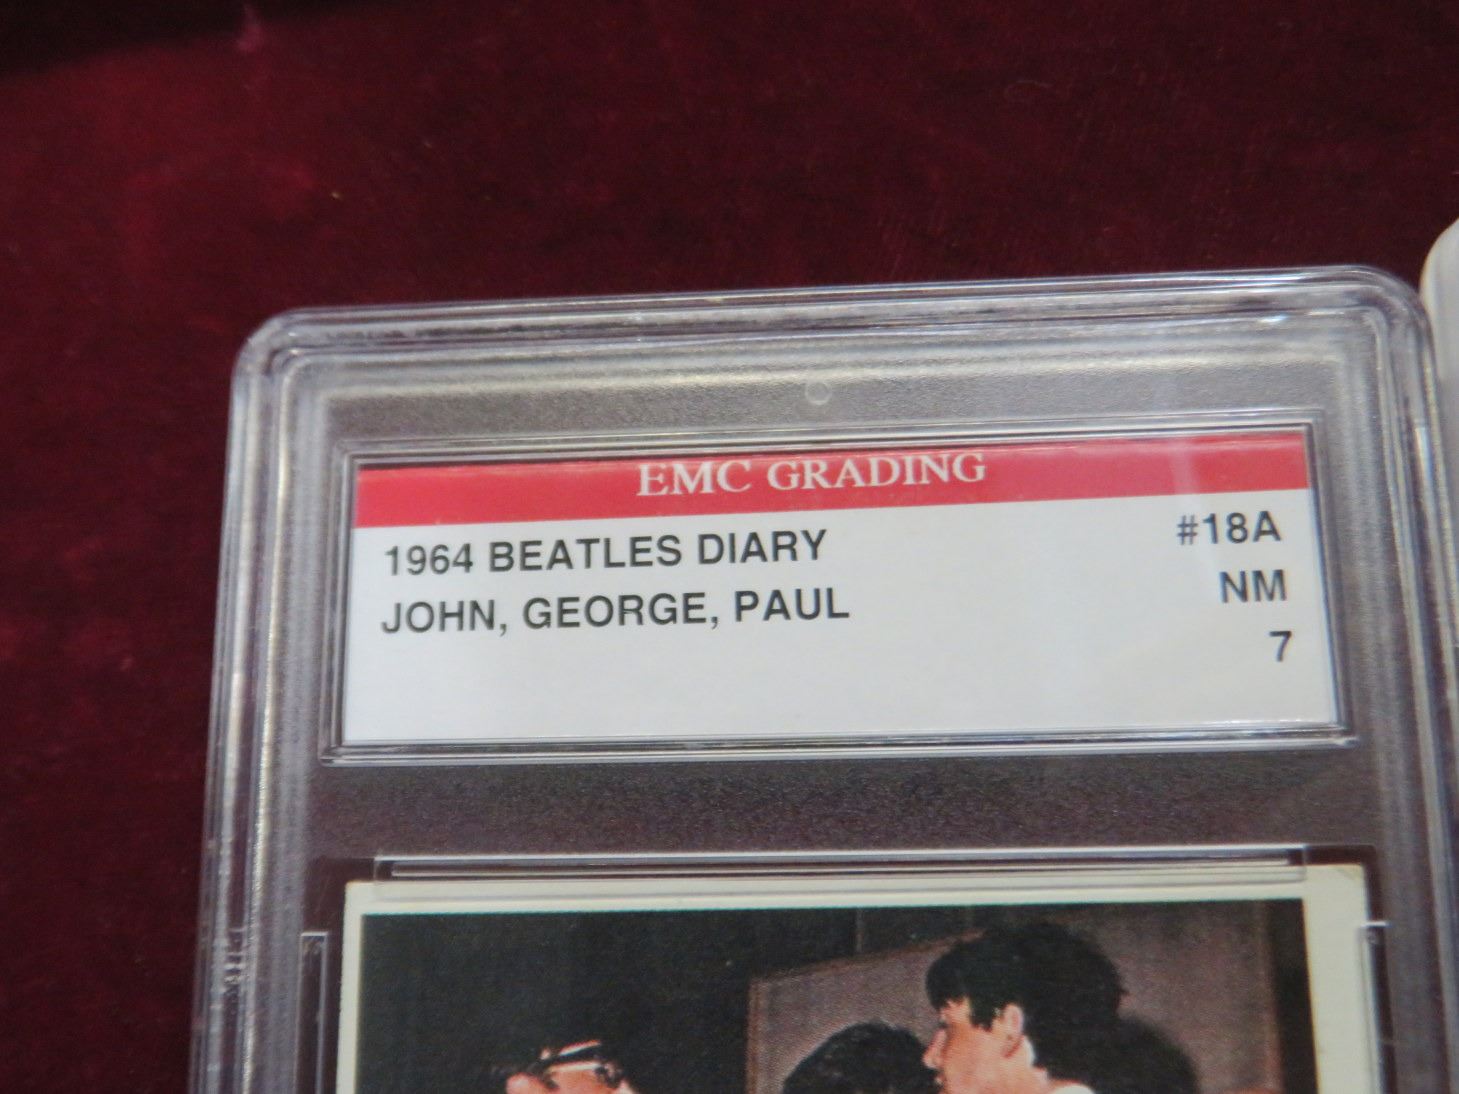 EMC GRADING
1964 BEATLES DIARY #18A
JOHN, GEORGE, PAUL NM
7